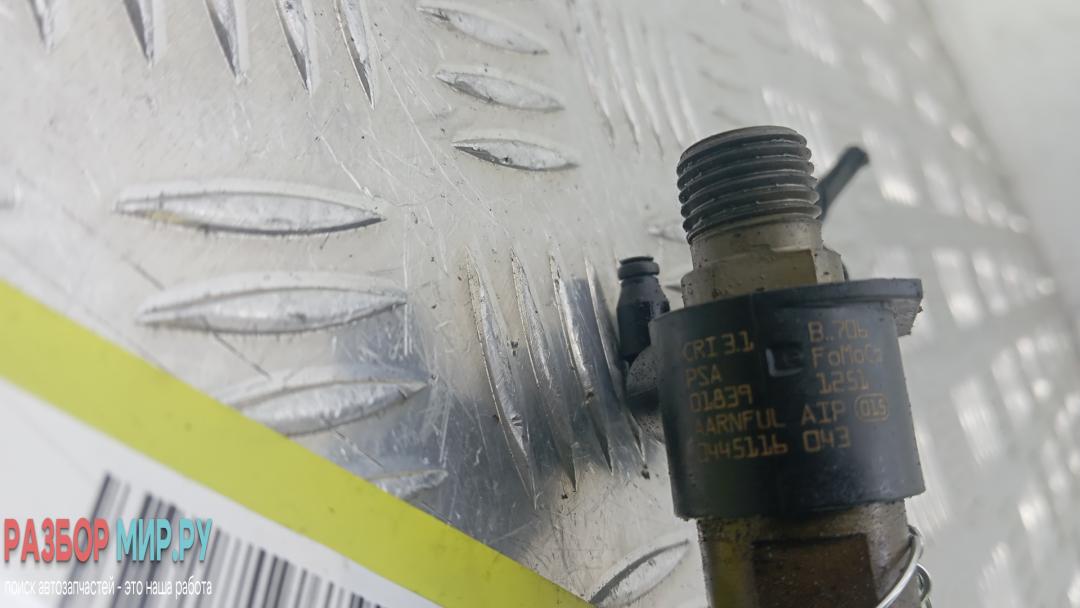 CRI 3.1 B..706
PSA FoMoCo
01839 1251
AARNFUL AIP 015
0445116 043
РАЗБОР МИР.РУ
поиск автозапчастей - это наша работа